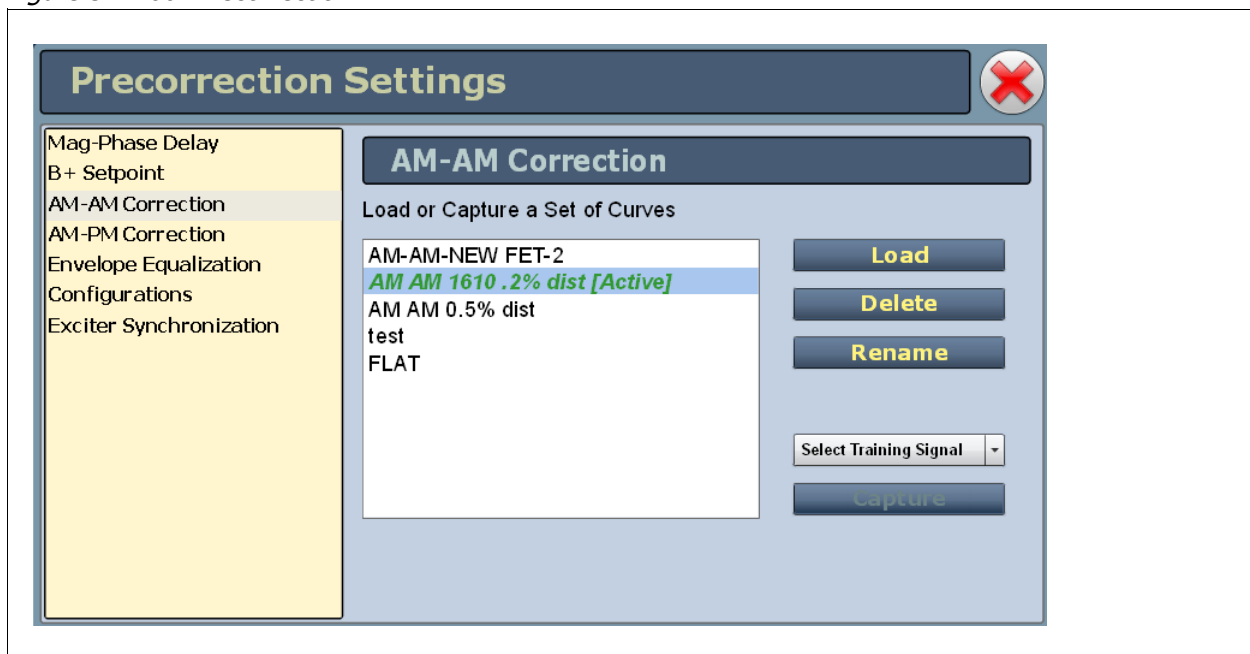 Precorrection Settings
Mag-Phase Delay
B+ Setpoint
AM-AM Correction
AM-PM Correction
Envelope Equalization
Configurations
Exciter Synchronization
AM-AM Correction
Load or Capture a Set of Curves
AM-AM-NEW FET-2
AM AM 1610 .2% dist [Active]
AM AM 0.5% dist
test
FLAT
Load
Delete
Rename
Select Training Signal
Capture